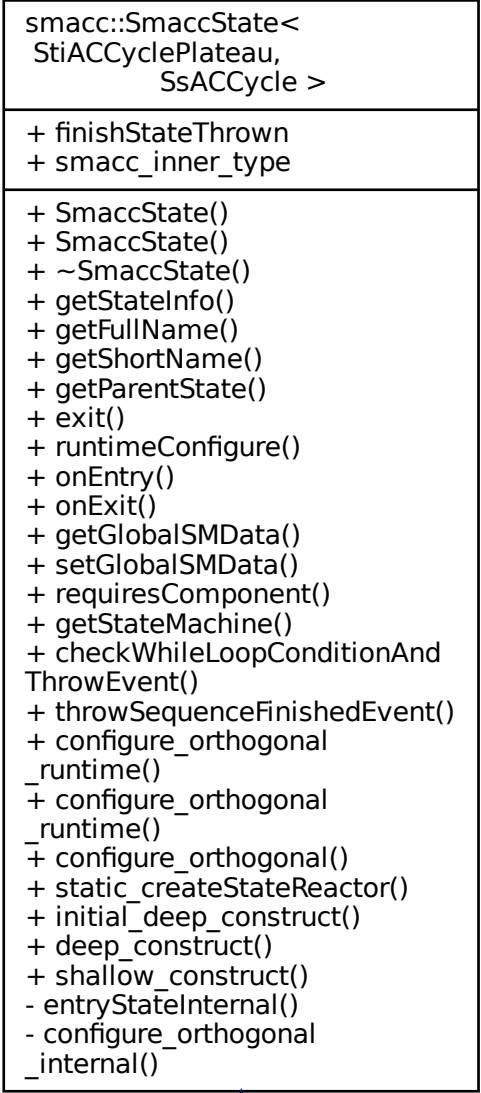 smacc::SmaccState<
StiACCyclePlateau,
SsACCycle >
+ finishStateThrown
+ smacc_inner_type
+ SmaccState()
+ SmaccState()
+ ~SmaccState()
+ getStateInfo()
+ getFullName()
+ getShortName()
+ getParentState()
+ exit()
+ runtimeConfigure()
+ onEntry()
+ onExit()
+ getGlobalSMData()
+ setGlobalSMData()
+ requiresComponent()
+ getStateMachine()
+ checkWhileLoopConditionAnd
ThrowEvent()
+ throwSequenceFinishedEvent()
+ configure_orthogonal
_runtime()
+ configure_orthogonal
_runtime()
+ configure_orthogonal()
+ static_createStateReactor()
+ initial_deep_construct()
+ deep_construct()
+ shallow_construct()
- entryStateInternal()
- configure_orthogonal
_internal()